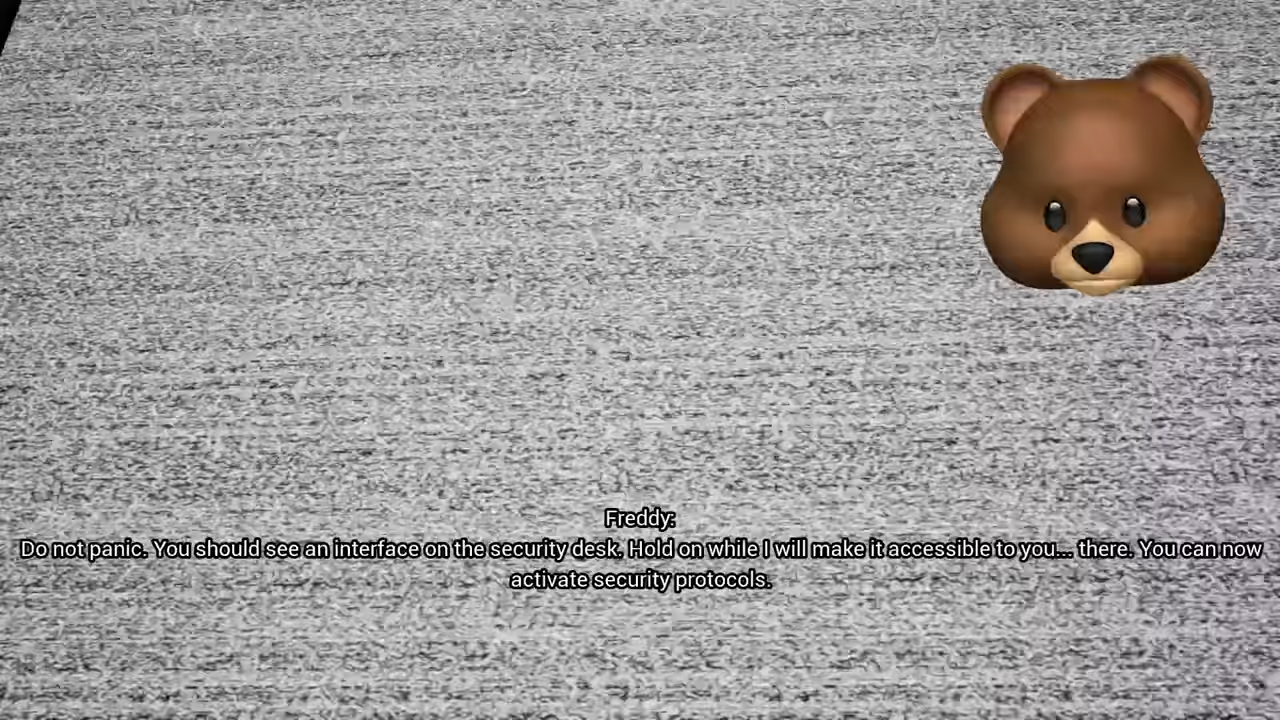 Freddy:
Do not panic. You should see an interface on the security desk. Hold on while I will make it accessible to you... there. You can now
activate security protocols.